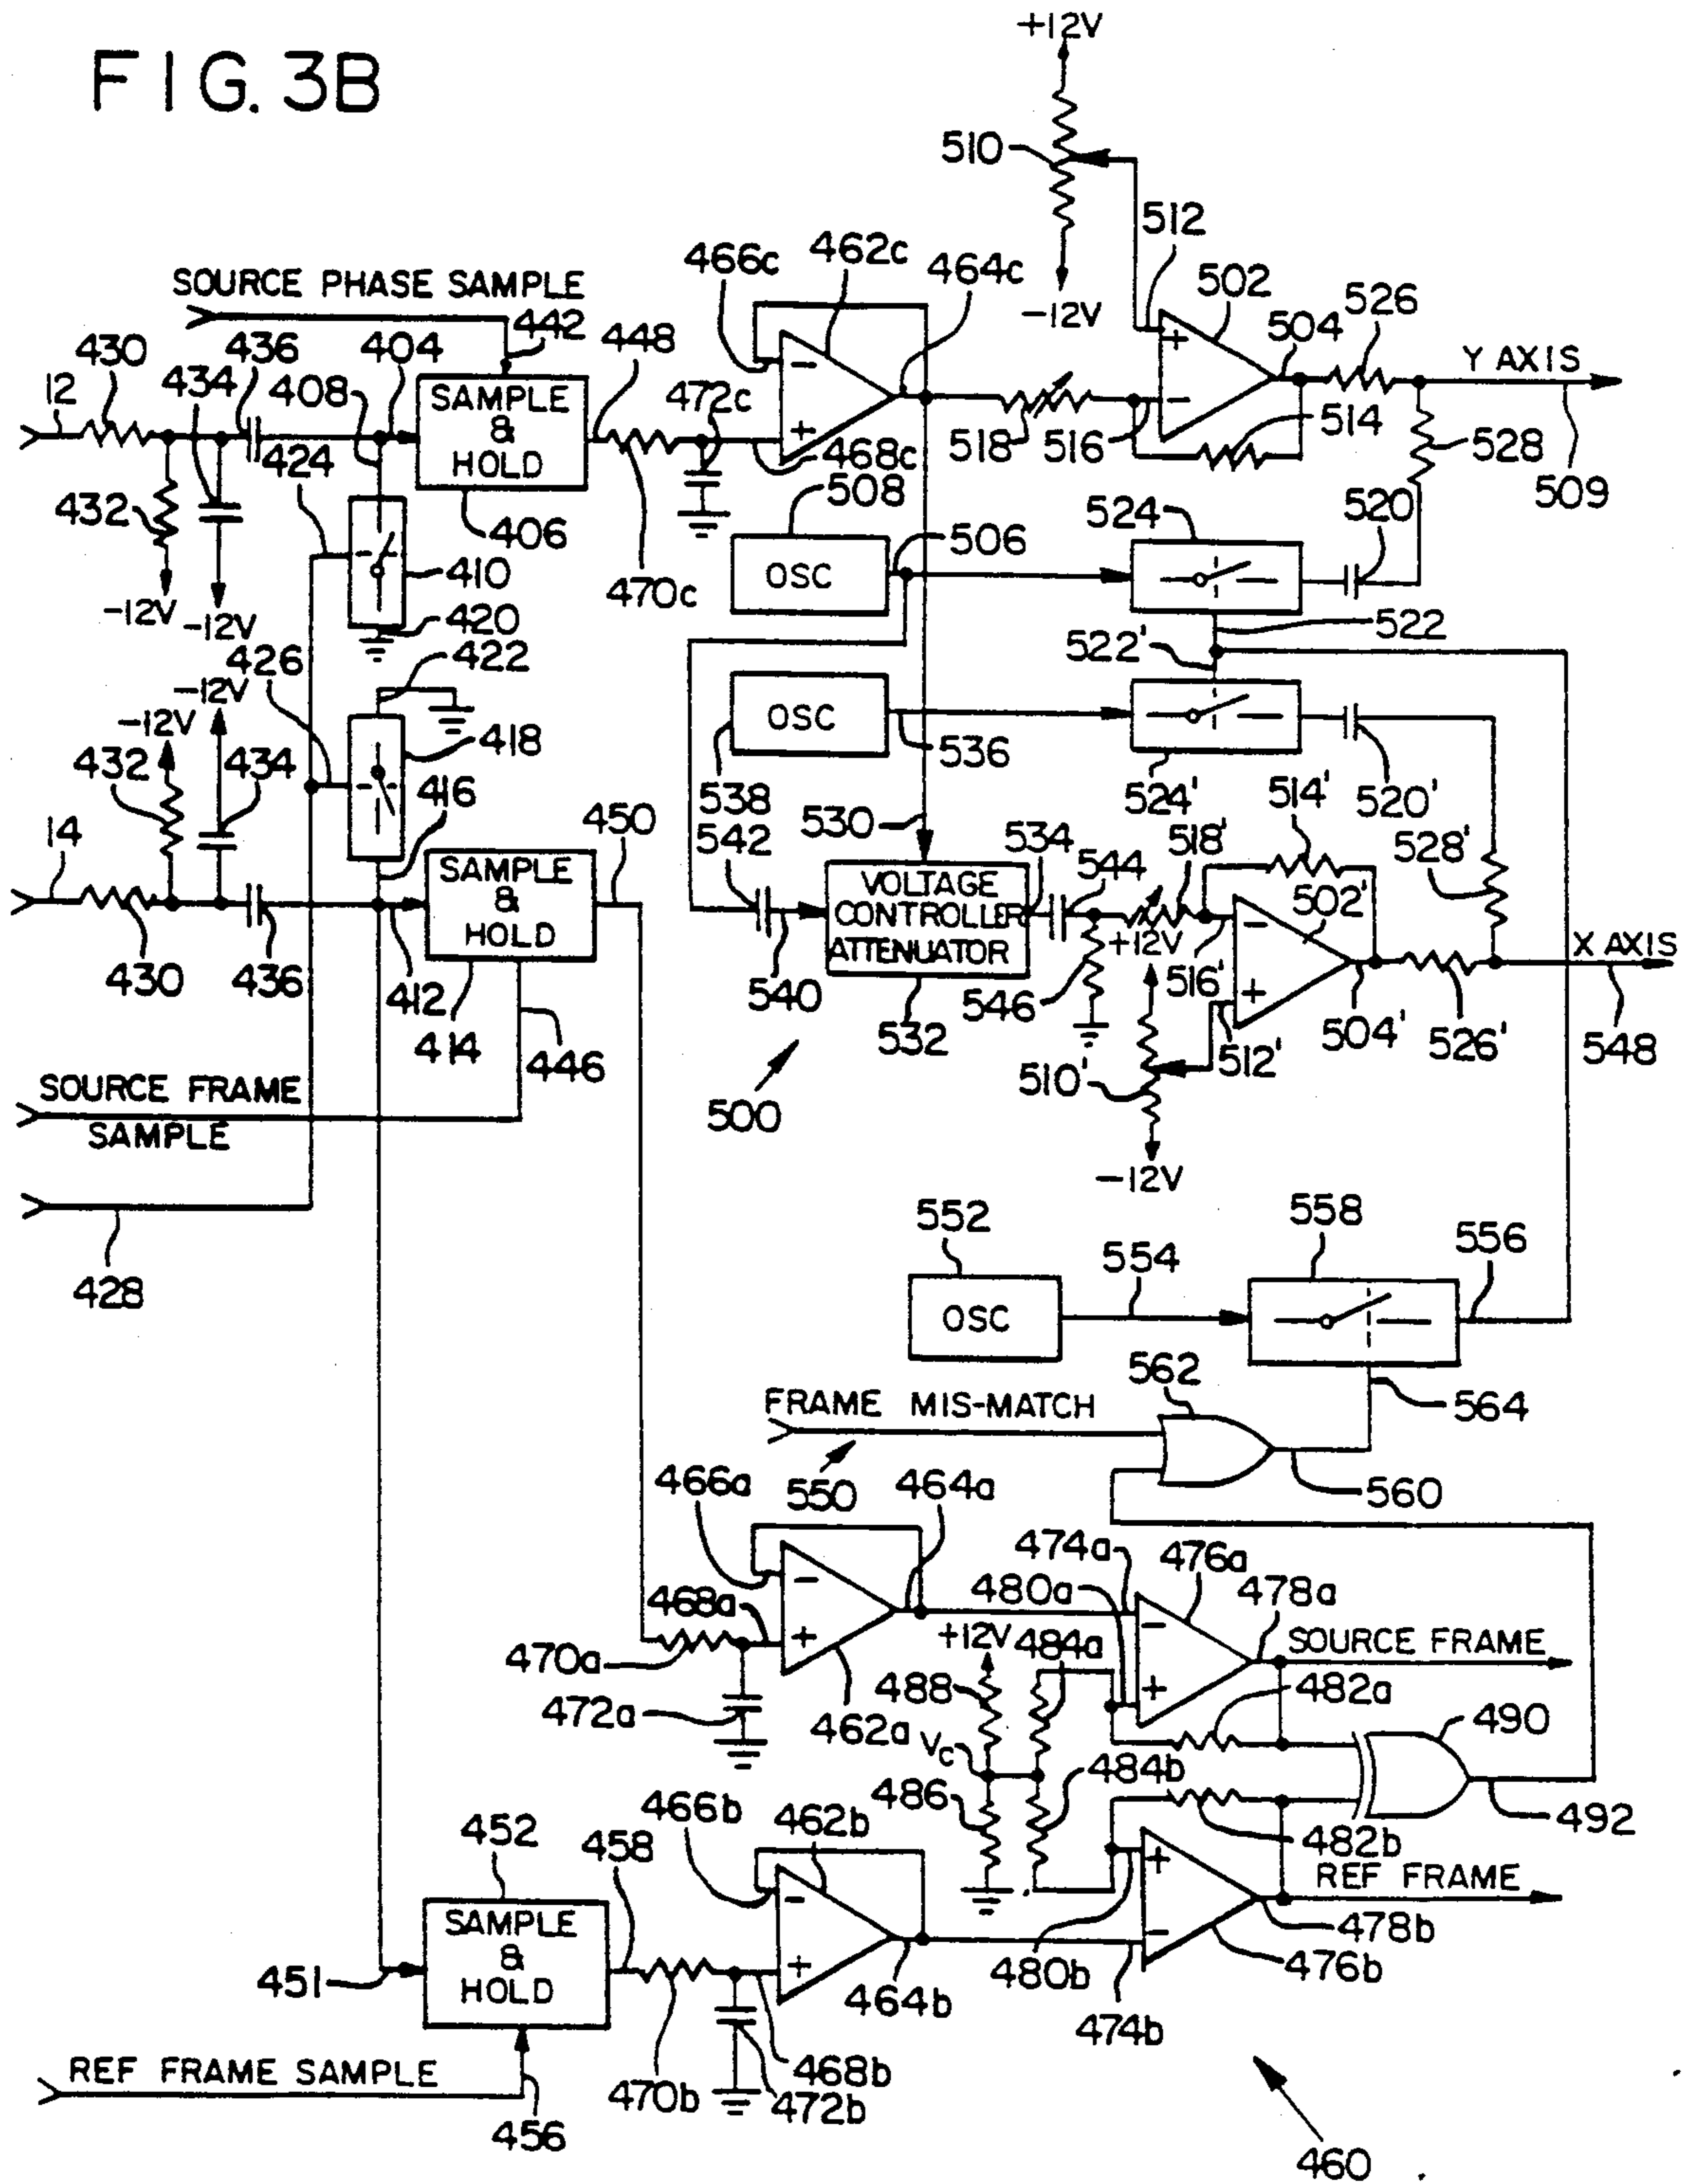 FIG. 3B
+12V
510
512
-12V
SOURCE PHASE SAMPLE
466c
462c
464c
502
504
526
Y AXIS
430
436
404
442
448
12
434
408
SAMPLE
&
HOLD
472c
-
+
+
-
518
516
514
528
509
424
468c
432
406
508
524
520
506
OSC
410
470c
-12V
-12V
420
522
422
522'
426
-12V
-12V
OSC
418
536
432
434
416
538
524'
520'
514'
14
450
542
530
534
544
518'
528'
SAMPLE
&
HOLD
VOLTAGE
CONTROLLER
ATTENUATOR
502'
-
+
+12V
X AXIS
430
436
412
540
546
516'
414
446
532
512'
504'
526'
548
510'
SOURCE FRAME
SAMPLE
500
-12V
428
552
554
558
556
OSC
562
564
FRAME MIS-MATCH
466a
550
464a
560
474a
476a
480a
478a
468a
-
+
+12V
484a
-
+
SOURCE FRAME
470a
488
482a
490
472a
462a
Vc
484b
486
466b
462b
482b
492
452
458
REF FRAME
-
+
+
-
SAMPLE
&
HOLD
478b
451
464b
480b
476b
474b
REF FRAME SAMPLE
468b
470b
472b
456
460